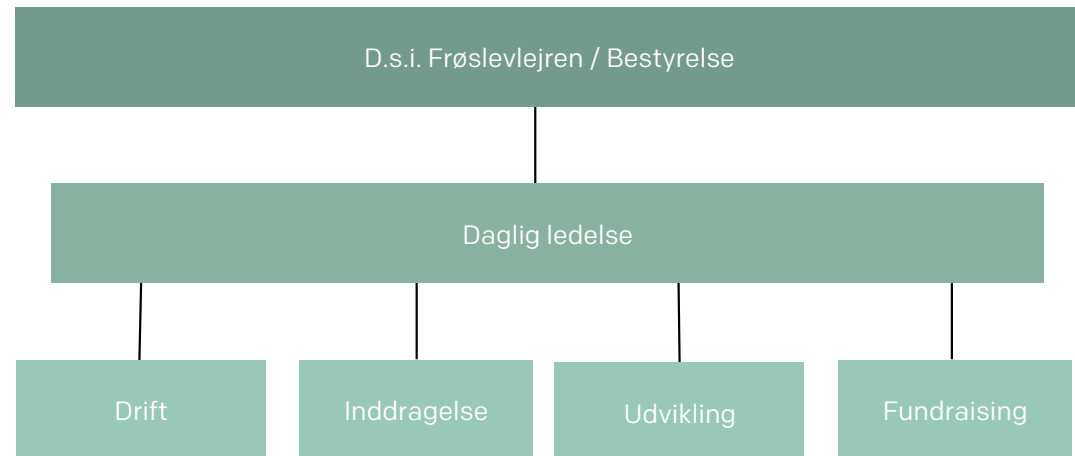 D.s.i. Frøslevlejren / Bestyrelse
Daglig ledelse
Drift
Inddragelse
Udvikling
Fundraising